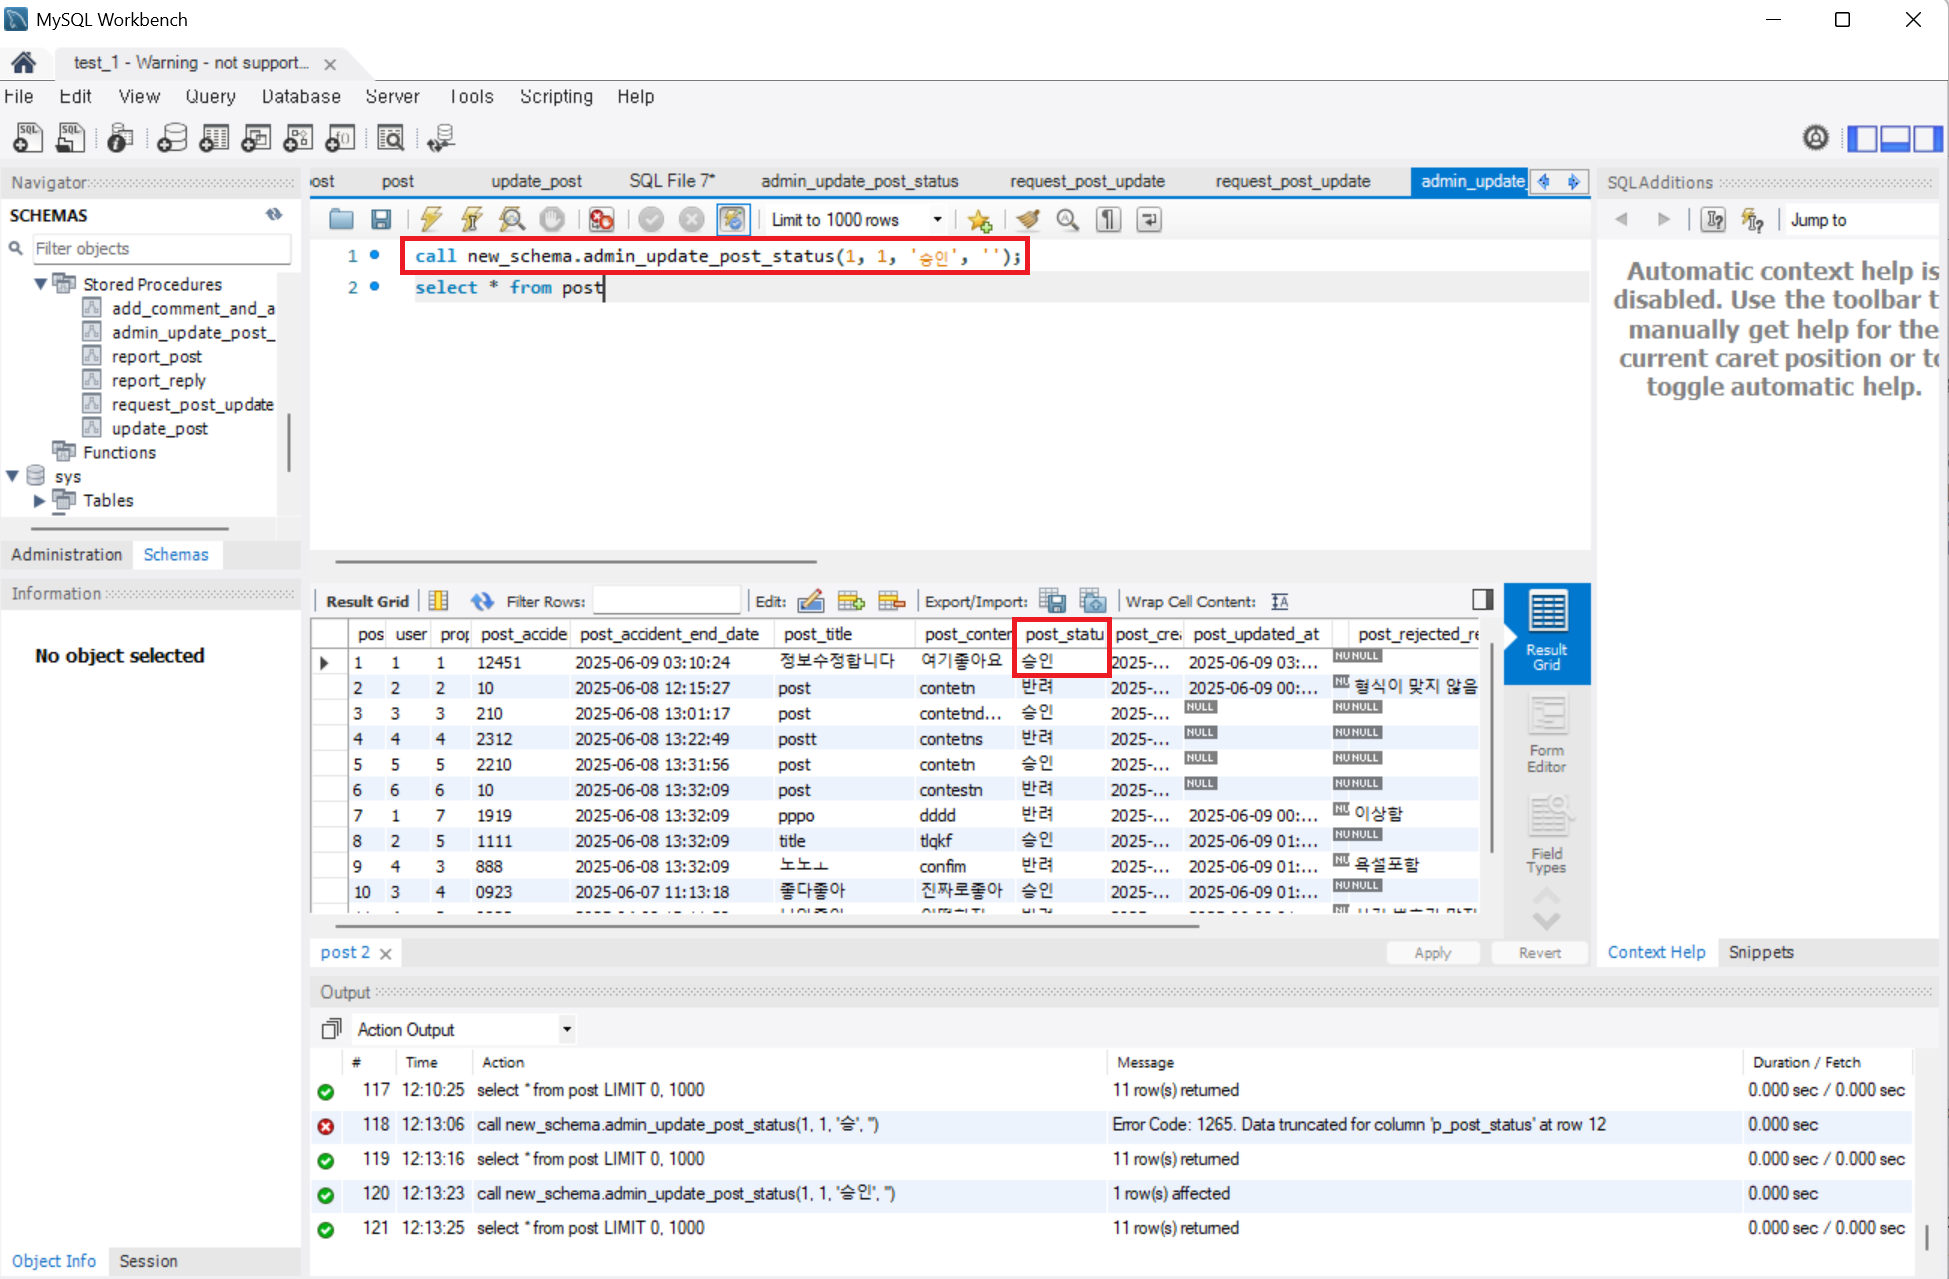 MySQL Workbench
test_1 - Warning - not support...
File Edit View Query Database Server Tools Scripting Help
Navigator
SCHEMAS
Filter objects
Stored Procedures
add_comment_and_a
admin_update_post_
report_post
report_reply
request_post_update
update_post
Functions
sys
Tables
Administration Schemas
Information
No object selected
Object Info Session
ost post update_post SQL File 7* admin_update_post_status request_post_update request_post_update admin_update_
Limit to 1000 rows
1 call new_schema.admin_update_post_status(1, 1, '승인', '');
2 select * from post
SQLAdditions
Jump to
Automatic context help is
disabled. Use the toolbar t
manually get help for the
current caret position or to
toggle automatic help.
Result Grid Filter Rows: Edit: Export/Import: Wrap Cell Content:
pos user prop post_accide post_accident_end_date post_title post_conter post_statu post_crea post_updated_at post_rejected_re
1 1 1 12451 2025-06-09 03:10:24 정보수정합니다 여기좋아요 승인 2025-... 2025-06-09 03:... NU NULL
2 2 2 10 2025-06-08 12:15:27 post contetn 반려 2025-... 2025-06-09 00:... NU 형식이 맞지 않음
3 3 3 210 2025-06-08 13:01:17 post contetnd... 승인 2025-... NULL NU NULL
4 4 4 2312 2025-06-08 13:22:49 postt contetns 반려 2025-... NULL NU NULL
5 5 5 2210 2025-06-08 13:31:56 post contetn 승인 2025-... NULL NU NULL
6 6 6 10 2025-06-08 13:32:09 post contestn 반려 2025-... NULL NU NULL
7 1 7 1919 2025-06-08 13:32:09 pppo dddd 반려 2025-... 2025-06-09 00:... NU 이상함
8 2 5 1111 2025-06-08 13:32:09 title tlqkf 승인 2025-... 2025-06-09 01:... NU NULL
9 4 3 888 2025-06-08 13:32:09 노노ㅗ confim 반려 2025-... 2025-06-09 01:... NU 욕설포함
10 3 4 0923 2025-06-07 11:13:18 좋다좋아 진짜로좋아 승인 2025-... 2025-06-09 01:... NU NULL
Result
Grid
Form
Editor
Field
Types
post 2 Apply Revert
Context Help Snippets
Output
Action Output
# Time Action Message Duration / Fetch
117 12:10:25 select * from post LIMIT 0, 1000 11 row(s) returned 0.000 sec / 0.000 sec
118 12:13:06 call new_schema.admin_update_post_status(1, 1, '승', '') Error Code: 1265. Data truncated for column 'p_post_status' at row 12 0.000 sec
119 12:13:16 select * from post LIMIT 0, 1000 11 row(s) returned 0.000 sec / 0.000 sec
120 12:13:23 call new_schema.admin_update_post_status(1, 1, '승인', '') 1 row(s) affected 0.000 sec
121 12:13:25 select * from post LIMIT 0, 1000 11 row(s) returned 0.000 sec / 0.000 sec